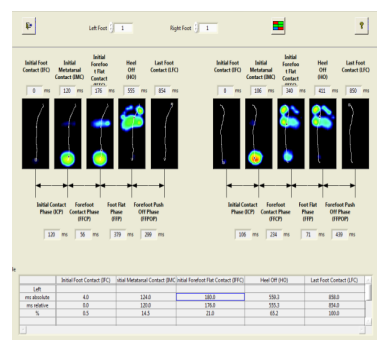 Left Foot 1 Right Foot 1
Initial Foot Contact (IFC) Initial Metatarsal Contact (IMC) Initial Forefoot Flat Contact Heel Off (HO) Last Foot Contact (LFC)
0 ms 120 ms 176 ms 555 ms 854 ms
Initial Contact Phase (ICP) Forefoot Contact Phase (FFCP) Foot Flat Phase (FFP) Forefoot Push Off Phase (FFPOP)
120 ms 56 ms 379 ms 299 ms
Initial Foot Contact (IFC) Initial Metatarsal Contact (IMC) Initial Forefoot Flat Contact Heel Off (HO) Last Foot Contact (LFC)
0 ms 106 ms 340 ms 411 ms 850 ms
Initial Contact Phase (ICP) Forefoot Contact Phase (FFCP) Foot Flat Phase (FFP) Forefoot Push Off Phase (FFPOP)
106 ms 234 ms 71 ms 439 ms
Initial Foot Contact (IFC) nitial Metatarsal Contact (IMC nitial Forefoot Flat Contact (IFFC) Heel Off (HO) Last Foot Contact (LFC)
Left
ms absolute 4.0 124.0 180.0 559.3 858.0
ms relative 0.0 120.0 176.0 555.3 854.0
% 0.5 14.5 21.0 65.2 100.0